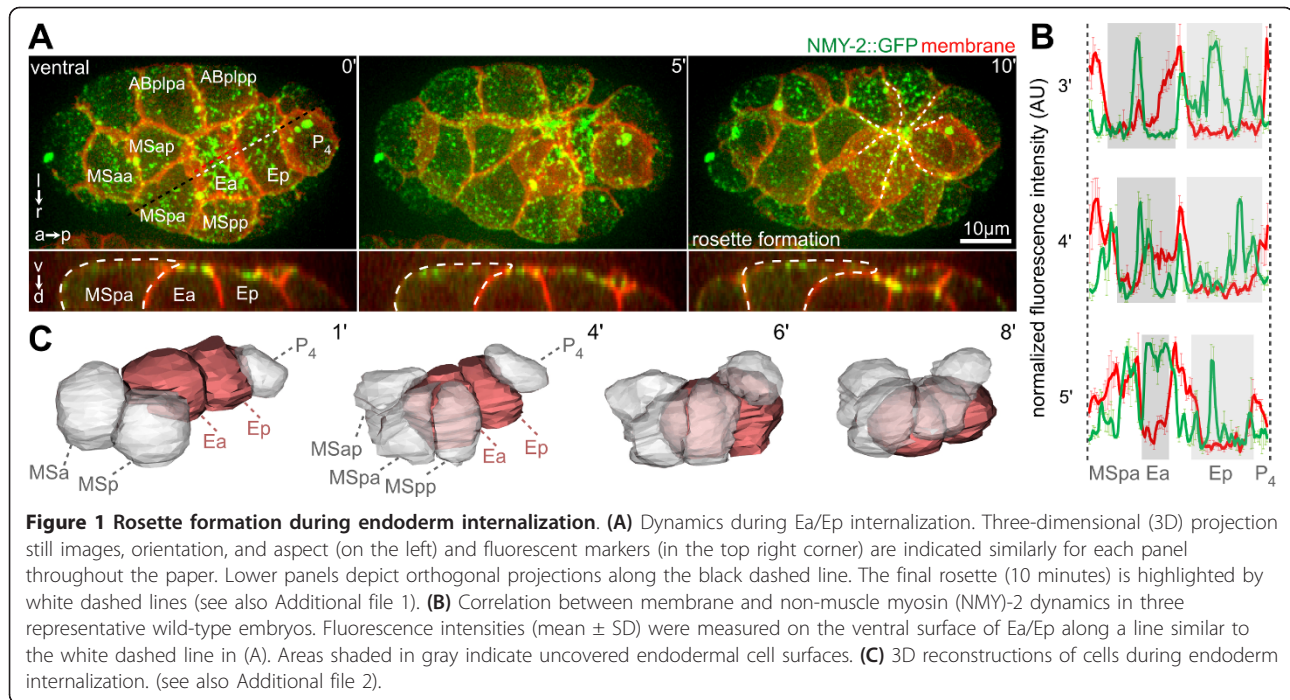 A
NMY-2::GFP membrane
B
ventral
0'
5'
10'
ABplpa
ABplpp
MSap
P4
MSaa
Ea
Ep
MSpa
MSpp
l
r
a→p
rosette formation
10µm
v
d
MSpa
Ea
Ep
normalized fluorescence intensity (AU)
3'
4'
5'
MSpa Ea Ep P4
C
1'
4'
6'
8'
P4
P4
Ea
Ep
MSa
MSp
MSap
MSpa
MSpp
Ea
Ep
Figure 1 Rosette formation during endoderm internalization. (A) Dynamics during Ea/Ep internalization. Three-dimensional (3D) projection
still images, orientation, and aspect (on the left) and fluorescent markers (in the top right corner) are indicated similarly for each panel
throughout the paper. Lower panels depict orthogonal projections along the black dashed line. The final rosette (10 minutes) is highlighted by
white dashed lines (see also Additional file 1). (B) Correlation between membrane and non-muscle myosin (NMY)-2 dynamics in three
representative wild-type embryos. Fluorescence intensities (mean ± SD) were measured on the ventral surface of Ea/Ep along a line similar to
the white dashed line in (A). Areas shaded in gray indicate uncovered endodermal cell surfaces. (C) 3D reconstructions of cells during endoderm
internalization. (see also Additional file 2).